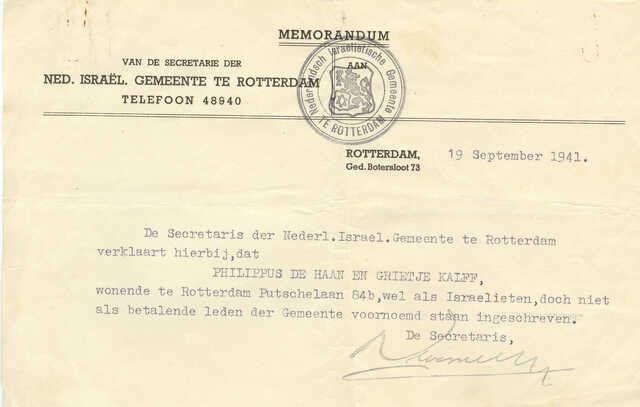 MEMORANDUM
VAN DE SECRETARIE DER
AAN
NED. ISRAËL. GEMEENTE TE ROTTERDAM
TELEFOON 48940
Nederlandsch Israelietische Gemeente
TE ROTTERDAM
ROTTERDAM, 19 September 1941.
Ged. Botersloot 73
De Secretaris der Nederl.Israel.Gemeente te Rotterdam
verklaart hierbij,dat
PHILIPPUS DE HAAN EN GRIETJE KALFF,
wonende te Rotterdam Putschelaan 84b,wel als Israelieten,doch niet
als betalende leden der Gemeente voornoemd staan ingeschreven.
De Secretaris,